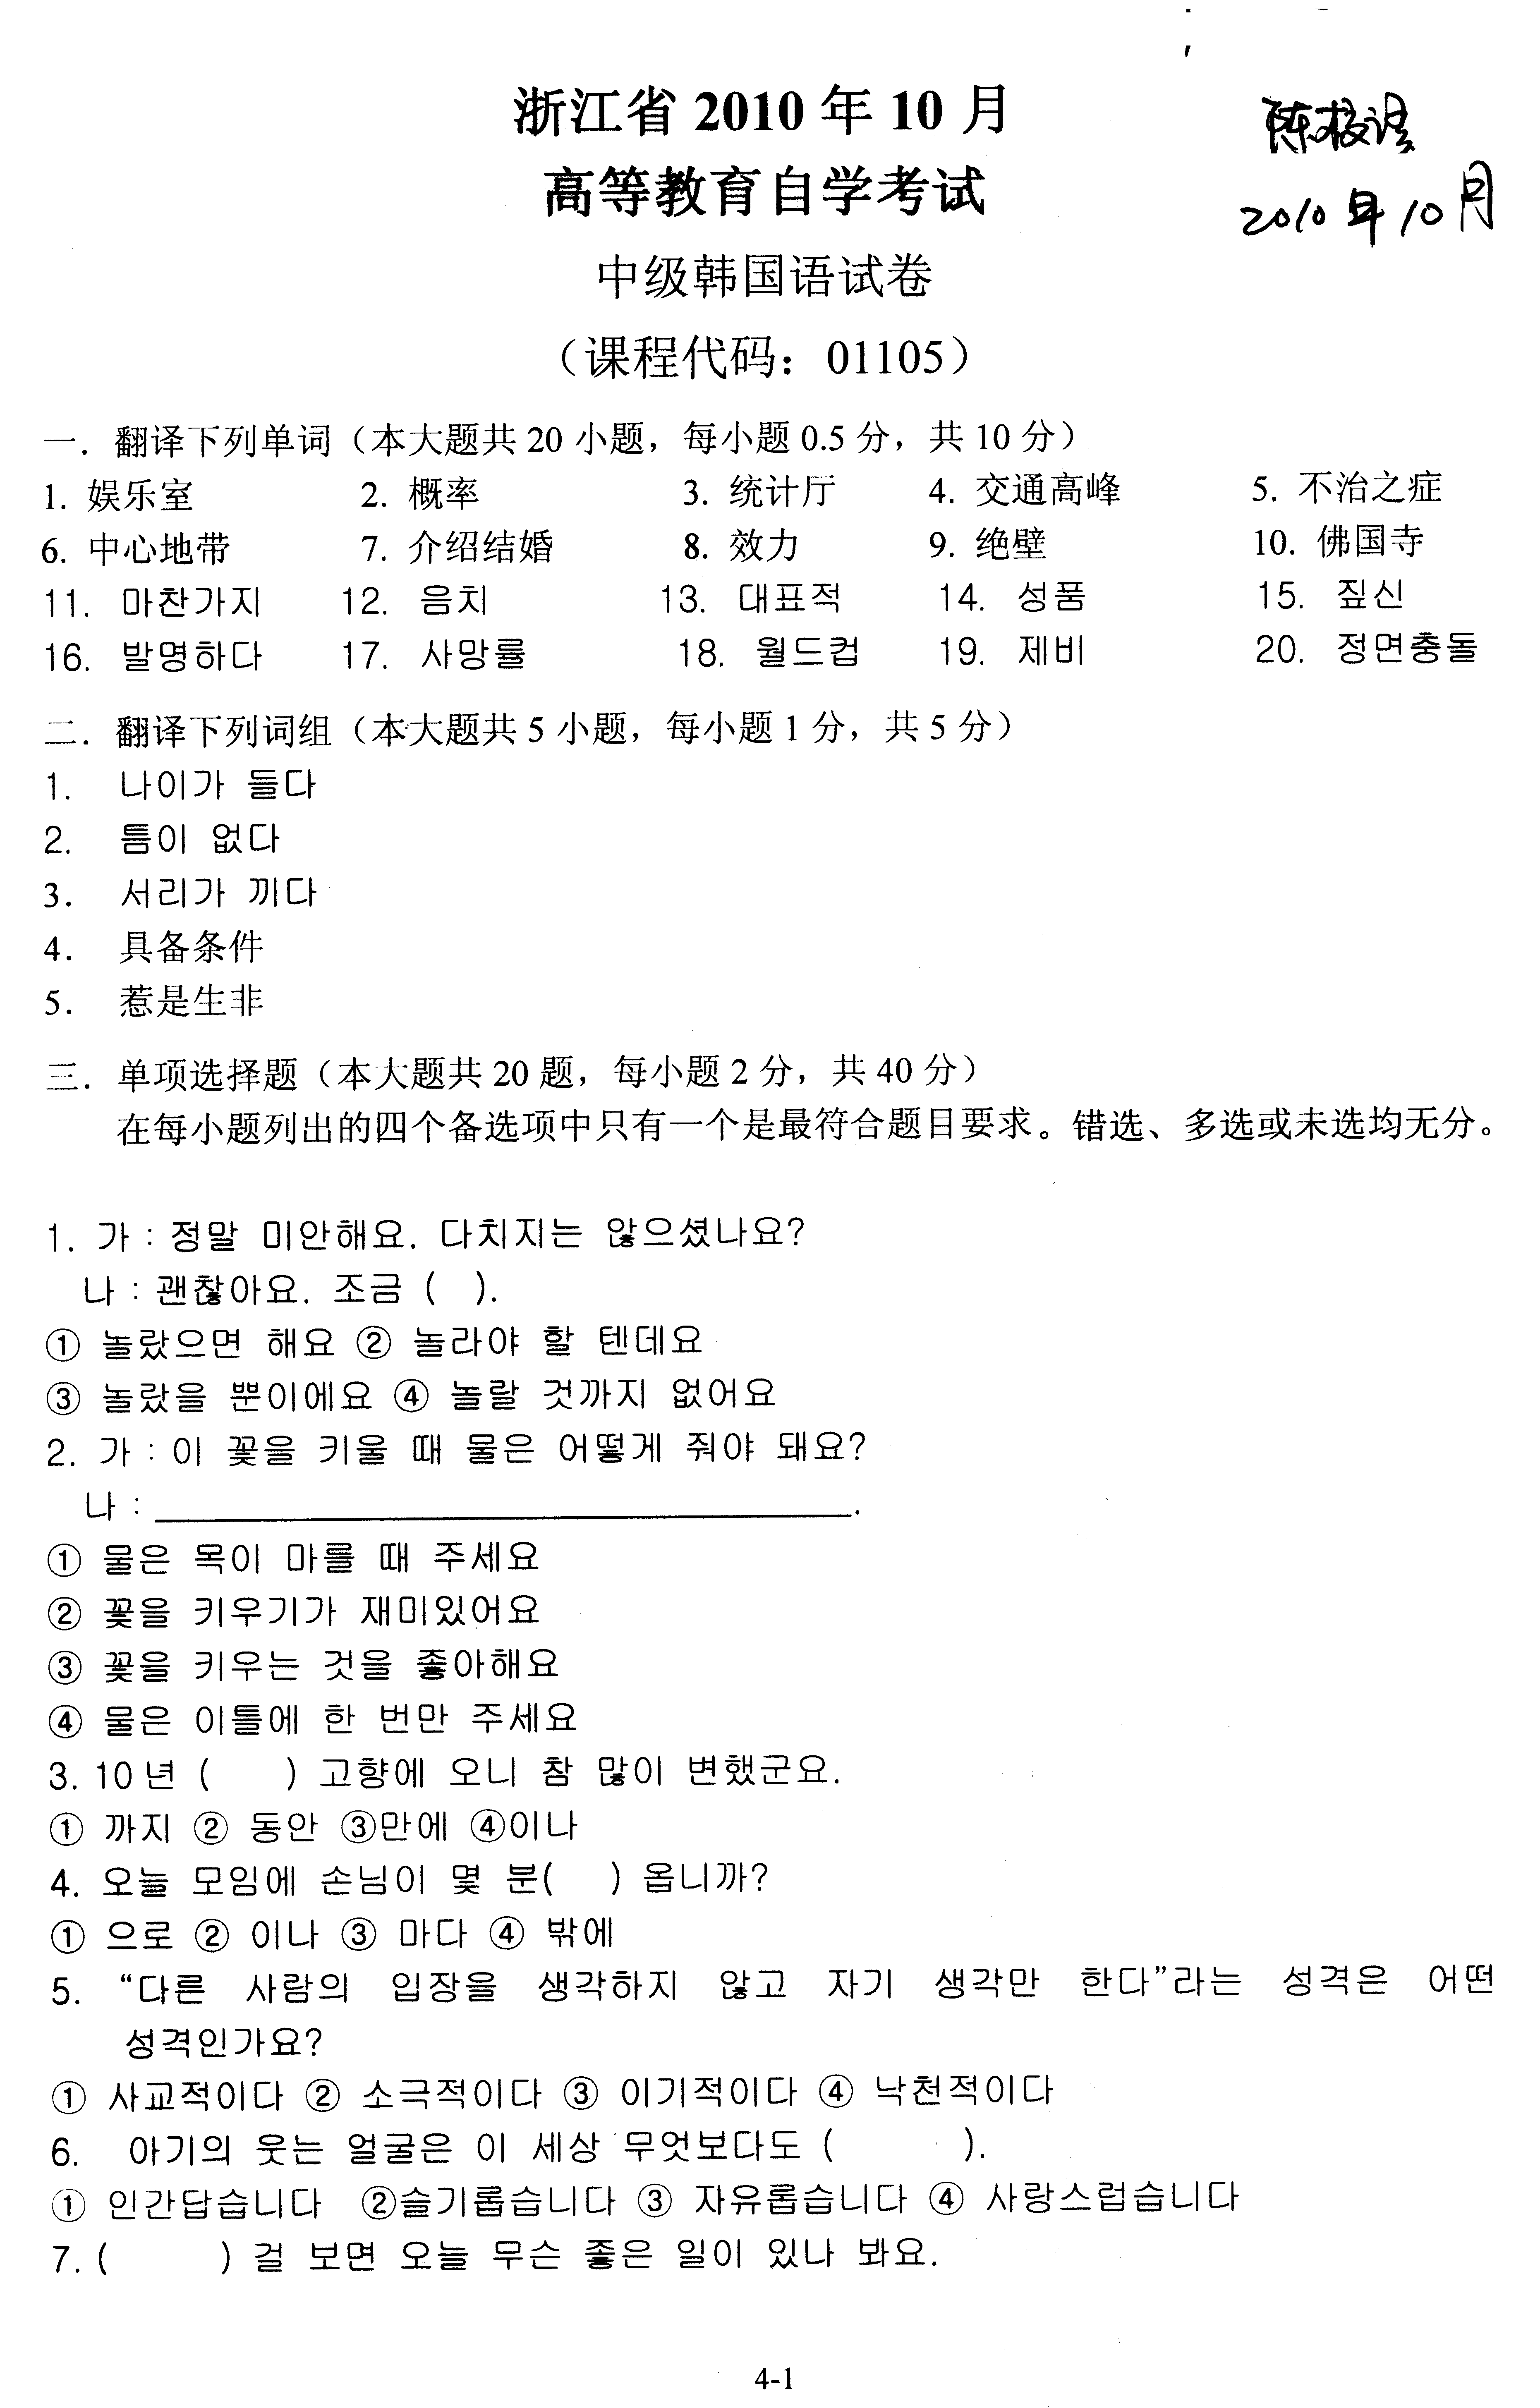 浙江省 2010 年 10 月
高等教育自学考试
中级韩国语试卷
（课程代码：01105）
2010 年 10 月
一．翻译下列单词（本大题共 20 小题，每小题 0.5 分，共 10 分）
1. 娱乐室 2. 概率 3. 统计厅 4. 交通高峰 5. 不治之症
6. 中心地带 7. 介绍结婚 8. 效力 9. 绝壁 10. 佛国寺
11. 마찬가지 12. 음치 13. 대표적 14. 성품 15. 짚신
16. 발명하다 17. 사망률 18. 월드컵 19. 제비 20. 정면충돌
二．翻译下列词组（本大题共 5 小题，每小题 1 分，共 5 分）
1. 나이가 들다
2. 틈이 없다
3. 서리가 끼다
4. 具备条件
5. 惹是生非
三．单项选择题（本大题共 20 题，每小题 2 分，共 40 分）
在每小题列出的四个备选项中只有一个是最符合题目要求。错选、多选或未选均无分。
1. 가 : 정말 미안해요. 다치지는 않으셨나요?
나 : 괜찮아요. 조금 ( ).
① 놀랐으면 해요 ② 놀라야 할 텐데요
③ 놀랐을 뿐이에요 ④ 놀랄 것까지 없어요
2. 가 : 이 꽃을 키울 때 물은 어떻게 줘야 돼요?
나 : ______________________________.
① 물은 목이 마를 때 주세요
② 꽃을 키우기가 재미있어요
③ 꽃을 키우는 것을 좋아해요
④ 물은 이틀에 한 번만 주세요
3. 10년 ( ) 고향에 오니 참 많이 변했군요.
① 까지 ② 동안 ③만에 ④이나
4. 오늘 모임에 손님이 몇 분( ) 옵니까?
① 으로 ② 이나 ③ 마다 ④ 밖에
5. “다른 사람의 입장을 생각하지 않고 자기 생각만 한다”라는 성격은 어떤
성격인가요?
① 사교적이다 ② 소극적이다 ③ 이기적이다 ④ 낙천적이다
6. 아기의 웃는 얼굴은 이 세상 무엇보다도 ( ).
① 인간답습니다 ②슬기롭습니다 ③ 자유롭습니다 ④ 사랑스럽습니다
7. ( ) 걸 보면 오늘 무슨 좋은 일이 있나 봐요.
4-1